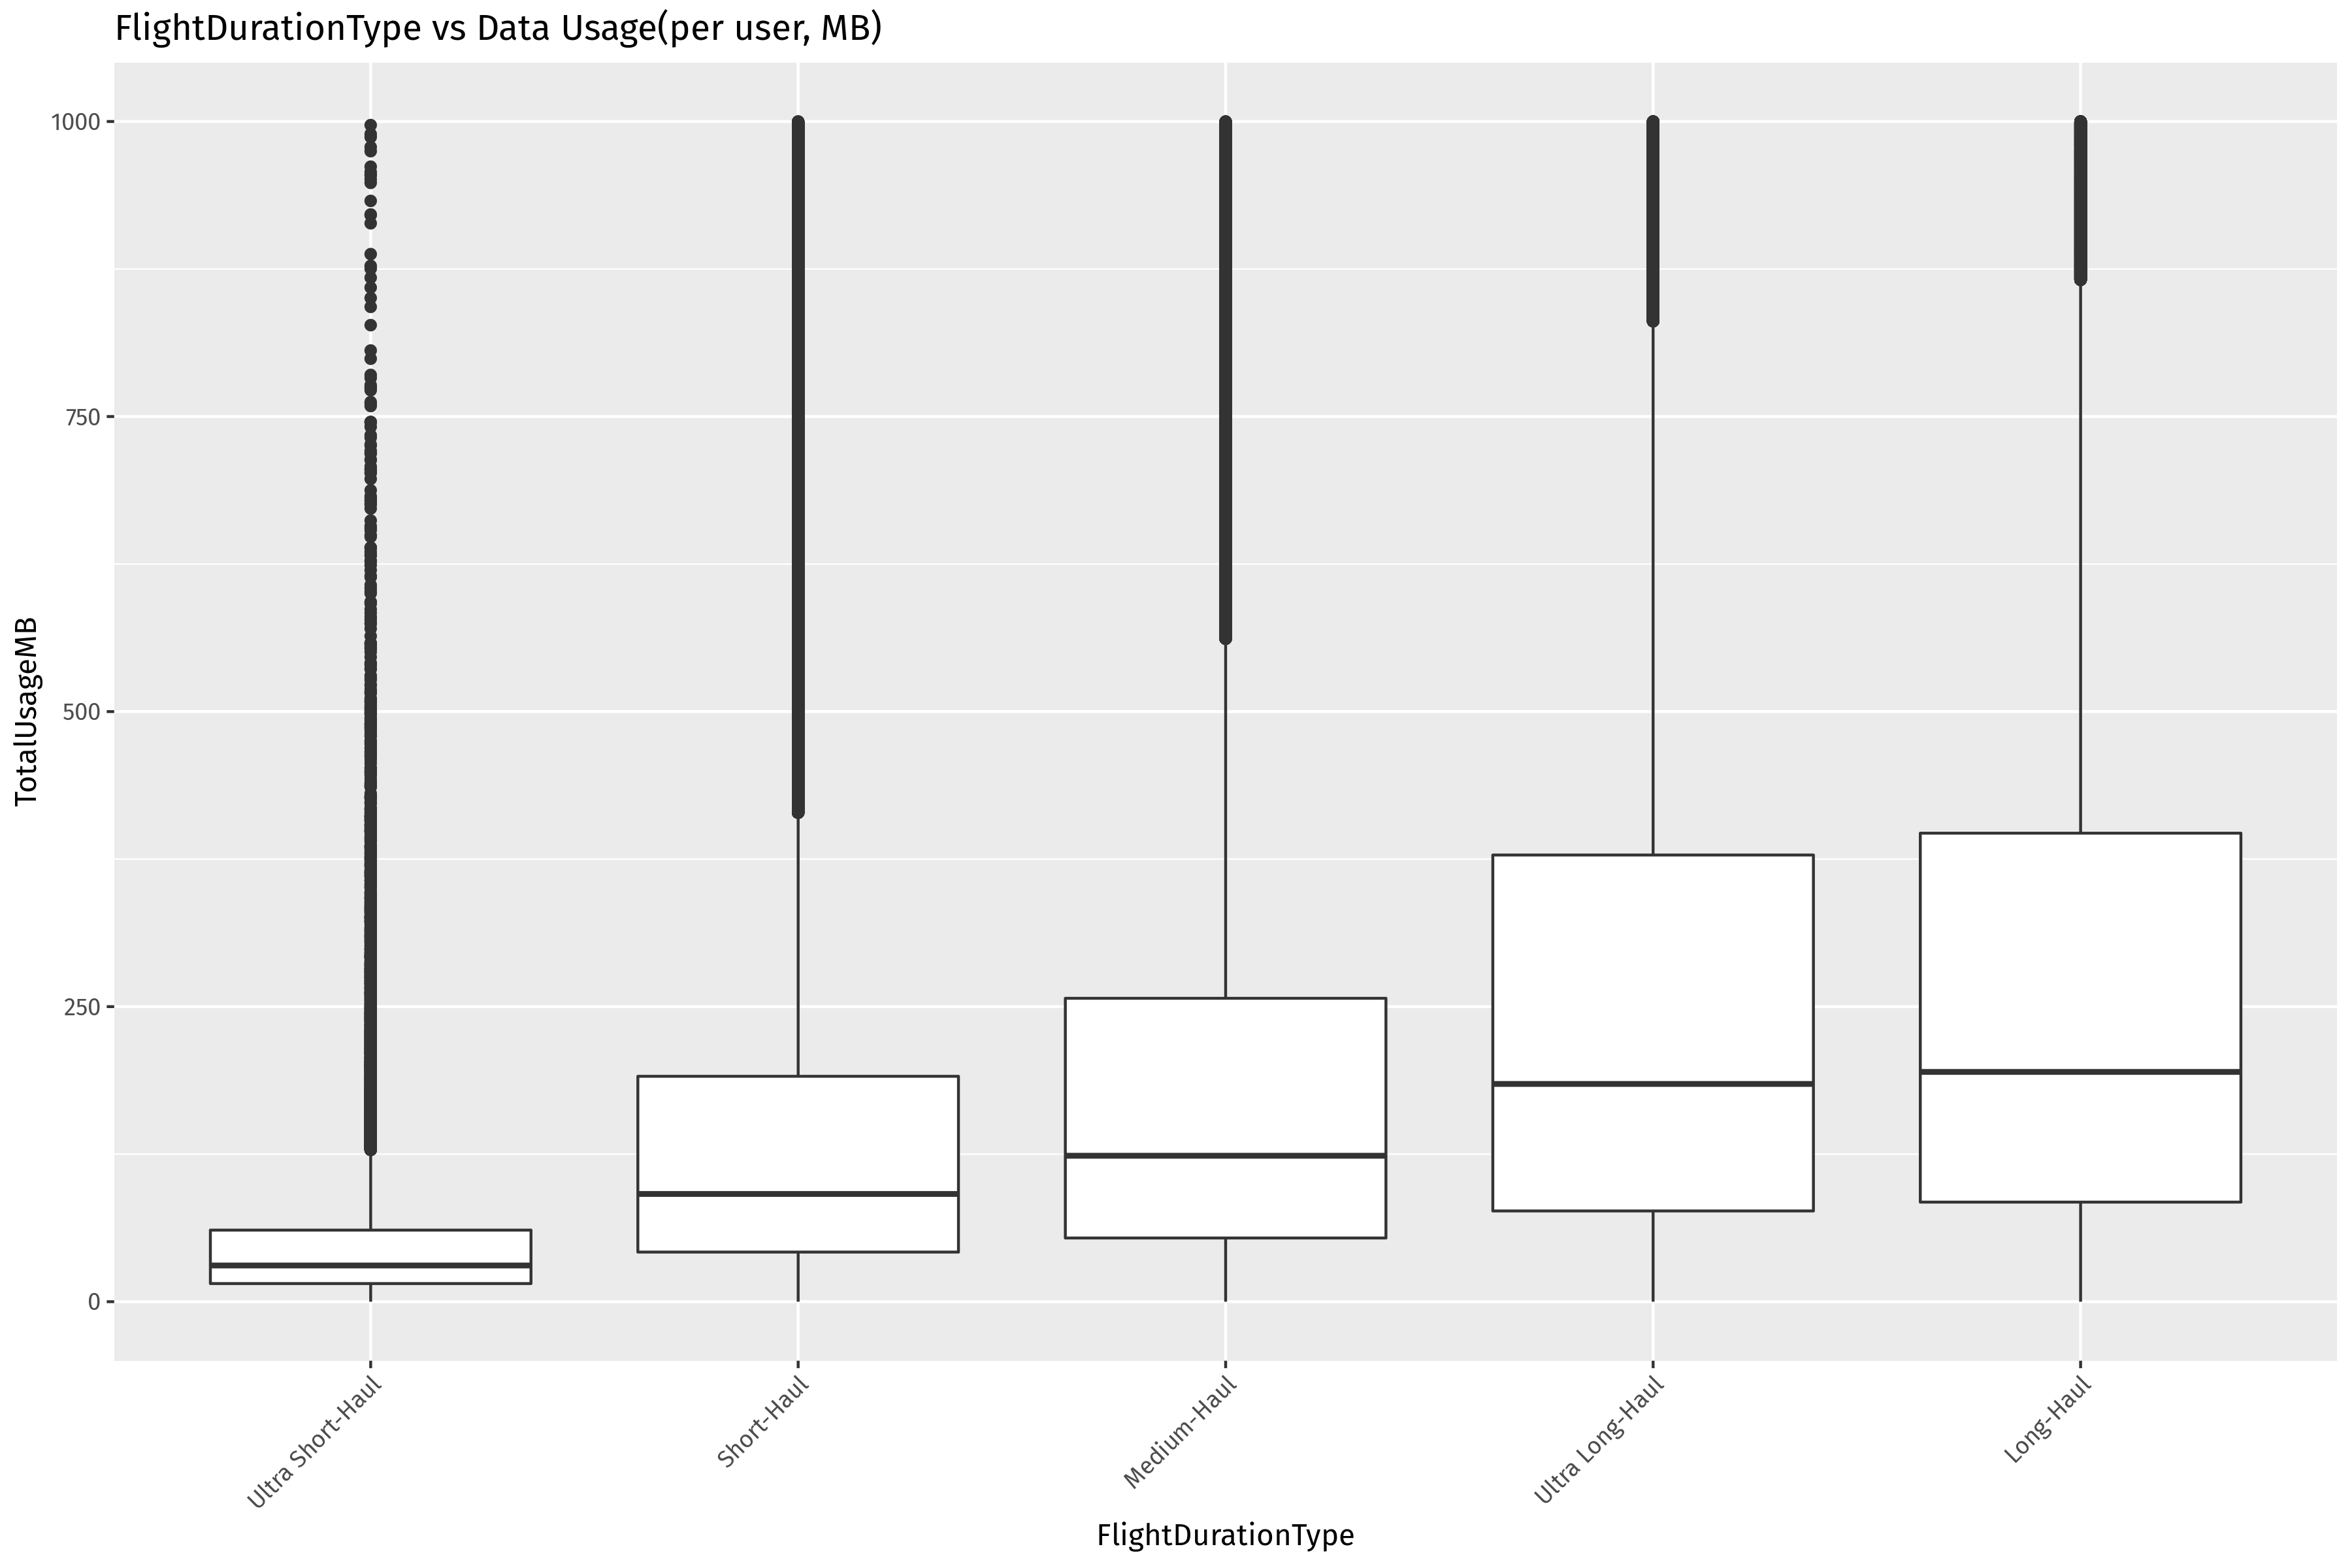 FlightDurationType vs Data Usage(per user, MB)
TotalUsageMB
1000
750
500
250
0
Ultra Short-Haul
Short-Haul
Medium-Haul
Ultra Long-Haul
Long-Haul
FlightDurationType